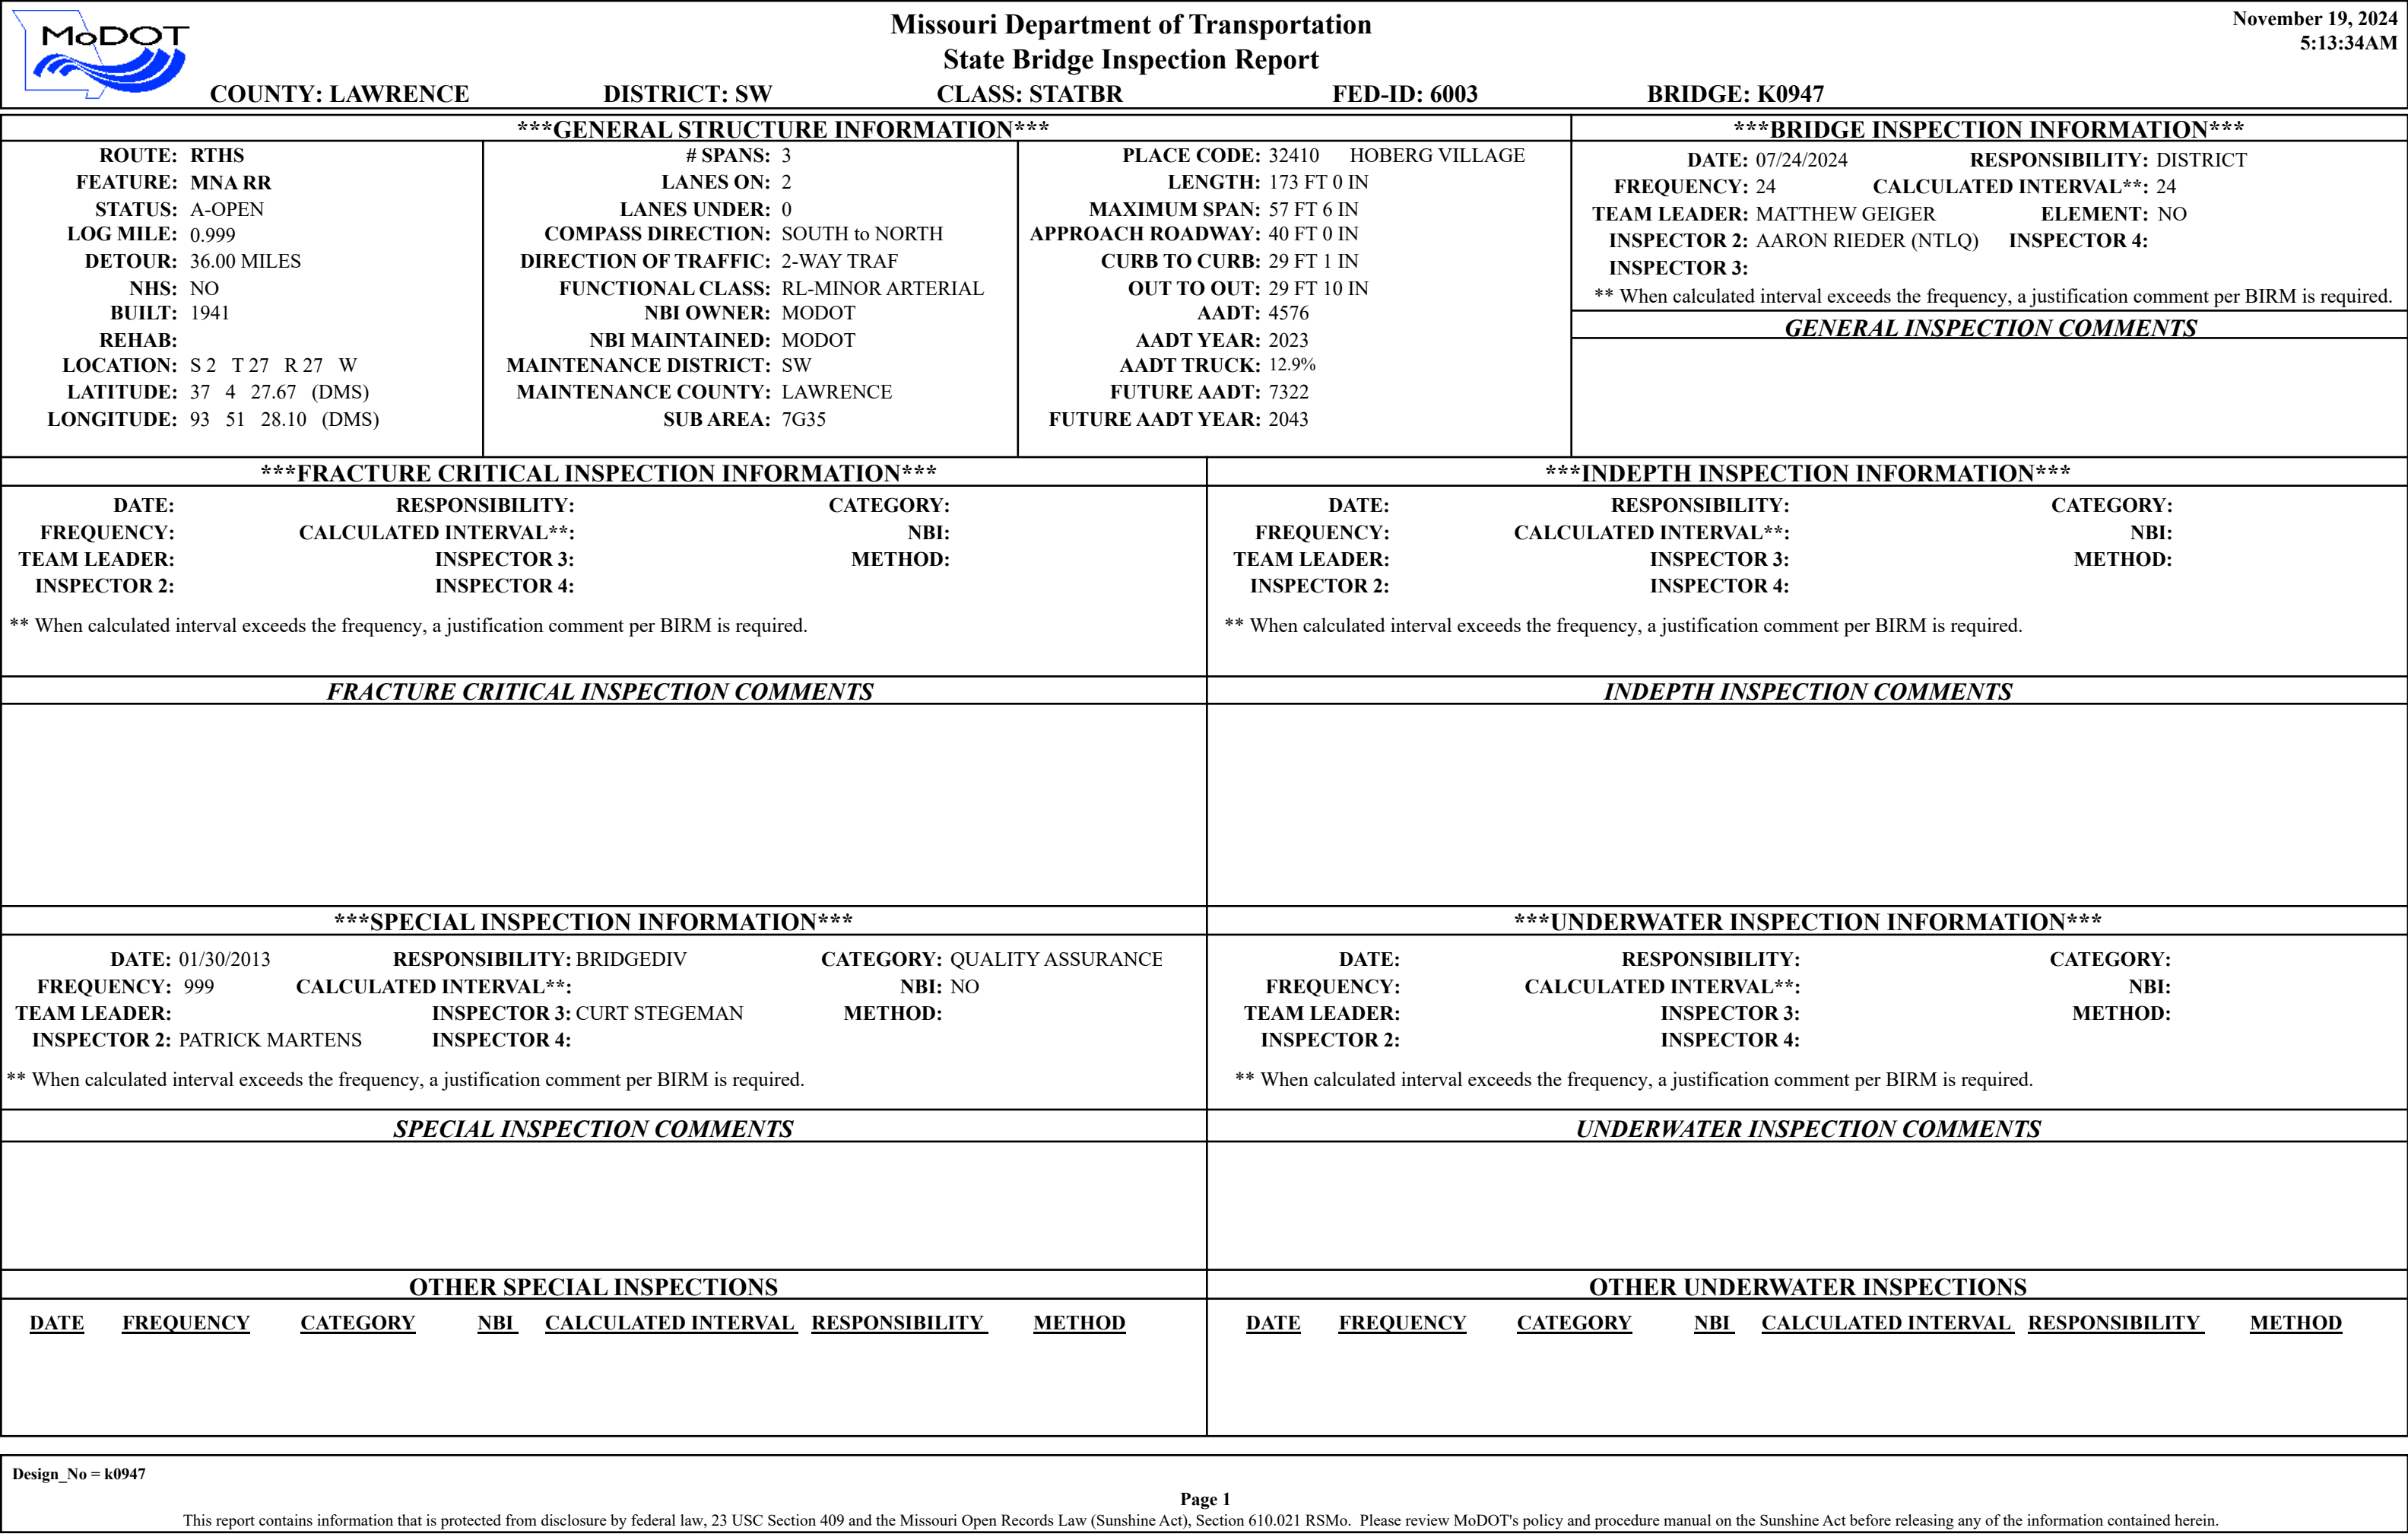 MoDOT
Missouri Department of Transportation
State Bridge Inspection Report
November 19, 2024
5:13:34AM
COUNTY: LAWRENCE DISTRICT: SW CLASS: STATBR FED-ID: 6003 BRIDGE: K0947
***GENERAL STRUCTURE INFORMATION***
ROUTE: RTHS
FEATURE: MNA RR
STATUS: A-OPEN
LOG MILE: 0.999
DETOUR: 36.00 MILES
NHS: NO
BUILT: 1941
REHAB:
LOCATION: S 2 T 27 R 27 W
LATITUDE: 37 4 27.67 (DMS)
LONGITUDE: 93 51 28.10 (DMS)
# SPANS: 3
LANES ON: 2
LANES UNDER: 0
COMPASS DIRECTION: SOUTH to NORTH
DIRECTION OF TRAFFIC: 2-WAY TRAF
FUNCTIONAL CLASS: RL-MINOR ARTERIAL
NBI OWNER: MODOT
NBI MAINTAINED: MODOT
MAINTENANCE DISTRICT: SW
MAINTENANCE COUNTY: LAWRENCE
SUB AREA: 7G35
PLACE CODE: 32410 HOBERG VILLAGE
LENGTH: 173 FT 0 IN
MAXIMUM SPAN: 57 FT 6 IN
APPROACH ROADWAY: 40 FT 0 IN
CURB TO CURB: 29 FT 1 IN
OUT TO OUT: 29 FT 10 IN
AADT: 4576
AADT YEAR: 2023
AADT TRUCK: 12.9%
FUTURE AADT: 7322
FUTURE AADT YEAR: 2043
***BRIDGE INSPECTION INFORMATION***
DATE: 07/24/2024 RESPONSIBILITY: DISTRICT
FREQUENCY: 24 CALCULATED INTERVAL**: 24
TEAM LEADER: MATTHEW GEIGER ELEMENT: NO
INSPECTOR 2: AARON RIEDER (NTLQ) INSPECTOR 4:
INSPECTOR 3:
** When calculated interval exceeds the frequency, a justification comment per BIRM is required.
GENERAL INSPECTION COMMENTS
***FRACTURE CRITICAL INSPECTION INFORMATION***
DATE: RESPONSIBILITY: CATEGORY:
FREQUENCY: CALCULATED INTERVAL**: NBI:
TEAM LEADER: INSPECTOR 3: METHOD:
INSPECTOR 2: INSPECTOR 4:
** When calculated interval exceeds the frequency, a justification comment per BIRM is required.
FRACTURE CRITICAL INSPECTION COMMENTS
***INDEPTH INSPECTION INFORMATION***
DATE: RESPONSIBILITY: CATEGORY:
FREQUENCY: CALCULATED INTERVAL**: NBI:
TEAM LEADER: INSPECTOR 3: METHOD:
INSPECTOR 2: INSPECTOR 4:
** When calculated interval exceeds the frequency, a justification comment per BIRM is required.
INDEPTH INSPECTION COMMENTS
***SPECIAL INSPECTION INFORMATION***
DATE: 01/30/2013 RESPONSIBILITY: BRIDGEDIV CATEGORY: QUALITY ASSURANCE
FREQUENCY: 999 CALCULATED INTERVAL**: NBI: NO
TEAM LEADER: INSPECTOR 3: CURT STEGEMAN METHOD:
INSPECTOR 2: PATRICK MARTENS INSPECTOR 4:
** When calculated interval exceeds the frequency, a justification comment per BIRM is required.
SPECIAL INSPECTION COMMENTS
***UNDERWATER INSPECTION INFORMATION***
DATE: RESPONSIBILITY: CATEGORY:
FREQUENCY: CALCULATED INTERVAL**: NBI:
TEAM LEADER: INSPECTOR 3: METHOD:
INSPECTOR 2: INSPECTOR 4:
** When calculated interval exceeds the frequency, a justification comment per BIRM is required.
UNDERWATER INSPECTION COMMENTS
OTHER SPECIAL INSPECTIONS
DATE FREQUENCY CATEGORY NBI CALCULATED INTERVAL RESPONSIBILITY METHOD
OTHER UNDERWATER INSPECTIONS
DATE FREQUENCY CATEGORY NBI CALCULATED INTERVAL RESPONSIBILITY METHOD
Design_No = k0947
Page 1
This report contains information that is protected from disclosure by federal law, 23 USC Section 409 and the Missouri Open Records Law (Sunshine Act), Section 610.021 RSMo. Please review MoDOT's policy and procedure manual on the Sunshine Act before releasing any of the information contained herein.